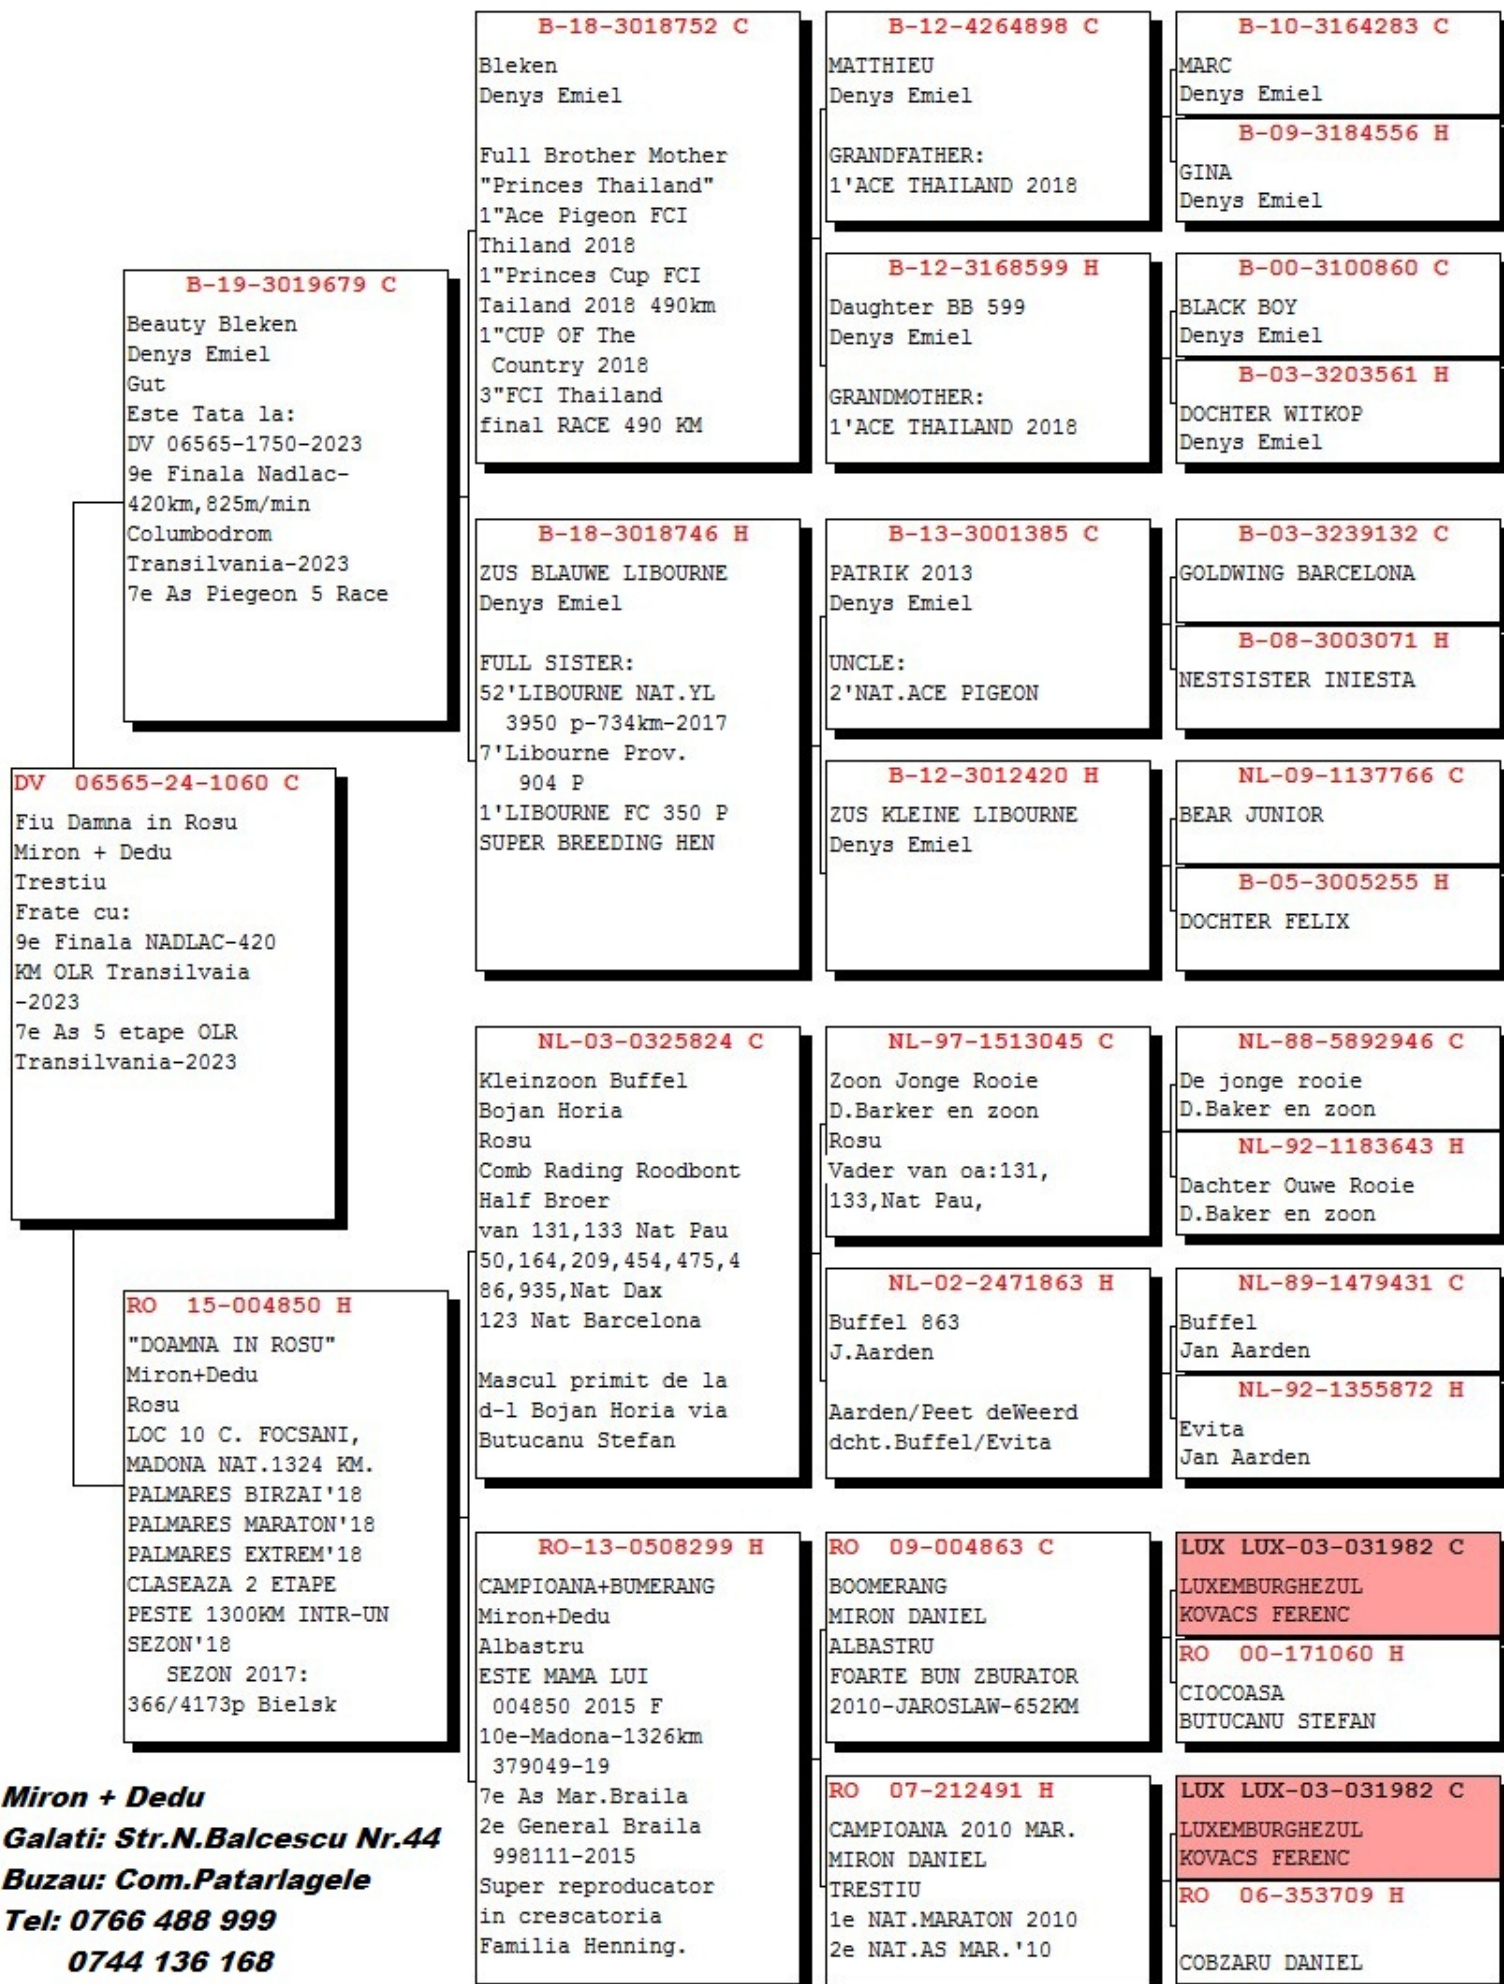 B-19-3019679 C
Beauty Bleken
Denys Emiel
Gut
Este Tata la:
DV 06565-1750-2023
9e Finala Nadlac-
420km,825m/min
Columbodrom
Transilvania-2023
7e As Piegeon 5 Race
DV 06565-24-1060 C
Fiu Damna in Rosu
Miron + Dedu
Trestiu
Frate cu:
9e Finala NADLAC-420
KM OLR Transilvaia
-2023
7e As 5 etape OLR
Transilvania-2023
RO 15-004850 H
"DOAMNA IN ROSU"
Miron+Dedu
Rosu
LOC 10 C. FOCSANI,
MADONA NAT.1324 KM.
PALMARES BIRZAI'18
PALMARES MARATON'18
PALMARES EXTREM'18
CLASEAZA 2 ETAPE
PESTE 1300KM INTR-UN
SEZON'18
SEZON 2017:
366/4173p Bielsk
B-18-3018752 C
Bleken
Denys Emiel
Full Brother Mother
"Princes Thailand"
1"Ace Pigeon FCI
Thiland 2018
1"Princes Cup FCI
Tailand 2018 490km
1"CUP OF The
Country 2018
3"FCI Thailand
final RACE 490 KM
B-18-3018746 H
ZUS BLAUWE LIBOURNE
Denys Emiel
FULL SISTER:
52'LIBOURNE NAT.YL
3950 p-734km-2017
7'Libourne Prov.
904 P
1'LIBOURNE FC 350 P
SUPER BREEDING HEN
NL-03-0325824 C
Kleinzoon Buffel
Bojan Horia
Rosu
Comb Rading Roodbont
Half Broer
van 131,133 Nat Pau
50,164,209,454,475,4
86,935,Nat Dax
123 Nat Barcelona
Mascul primit de la
d-l Bojan Horia via
Butucanu Stefan
RO-13-0508299 H
CAMPIOANA+BUMERANG
Miron+Dedu
Albastru
ESTE MAMA LUI
004850 2015 F
10e-Madona-1326km
379049-19
7e As Mar.Braila
2e General Braila
998111-2015
Super reproducator
in crescatoria
Familia Henning.
B-12-4264898 C
MATTHIEU
Denys Emiel
GRANDFATHER:
1'ACE THAILAND 2018
B-12-3168599 H
Daughter BB 599
Denys Emiel
GRANDMOTHER:
1'ACE THAILAND 2018
B-13-3001385 C
PATRIK 2013
Denys Emiel
UNCLE:
2'NAT.ACE PIGEON
B-12-3012420 H
ZUS KLEINE LIBOURNE
Denys Emiel
NL-97-1513045 C
Zoon Jonge Rooie
D.Barker en zoon
Rosu
Vader van oa:131,
133,Nat Pau,
NL-02-2471863 H
Buffel 863
J.Aarden
Aarden/Peet deWeerd
dcht.Buffel/Evita
RO 09-004863 C
BOOMERANG
MIRON DANIEL
ALBASTRU
FOARTE BUN ZBURATOR
2010-JAROSLAW-652KM
RO 07-212491 H
CAMPIOANA 2010 MAR.
MIRON DANIEL
TRESTIU
1e NAT.MARATON 2010
2e NAT.AS MAR.'10
B-10-3164283 C
MARC
Denys Emiel
B-09-3184556 H
GINA
Denys Emiel
B-00-3100860 C
BLACK BOY
Denys Emiel
B-03-3203561 H
DOCHTER WITKOP
Denys Emiel
B-03-3239132 C
GOLDWING BARCELONA
B-08-3003071 H
NESTSISTER INIESTA
NL-09-1137766 C
BEAR JUNIOR
B-05-3005255 H
DOCHTER FELIX
NL-88-5892946 C
De jonge rooie
D.Baker en zoon
NL-92-1183643 H
Dachter Ouwe Rooie
D.Baker en zoon
NL-89-1479431 C
Buffel
Jan Aarden
NL-92-1355872 H
Evita
Jan Aarden
LUX LUX-03-031982 C
LUXEMBURGHEZUL
KOVACS FERENC
RO 00-171060 H
CIOCOASA
BUTUCANU STEFAN
LUX LUX-03-031982 C
LUXEMBURGHEZUL
KOVACS FERENC
RO 06-353709 H
COBZARU DANIEL
Miron + Dedu
Galati: Str.N.Balcescu Nr.44
Buzau: Com.Patarlagele
Tel: 0766 488 999
0744 136 168